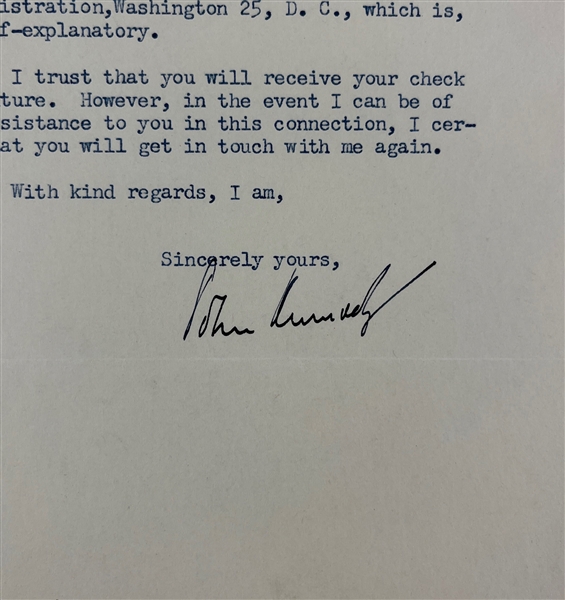 istration,Washington 25, D. C., which is,
f-explanatory.
I trust that you will receive your check
ture. However, in the event I can be of
sistance to you in this connection, I cer-
at you will get in touch with me again.
With kind regards, I am,
Sincerely yours,
John Kennedy